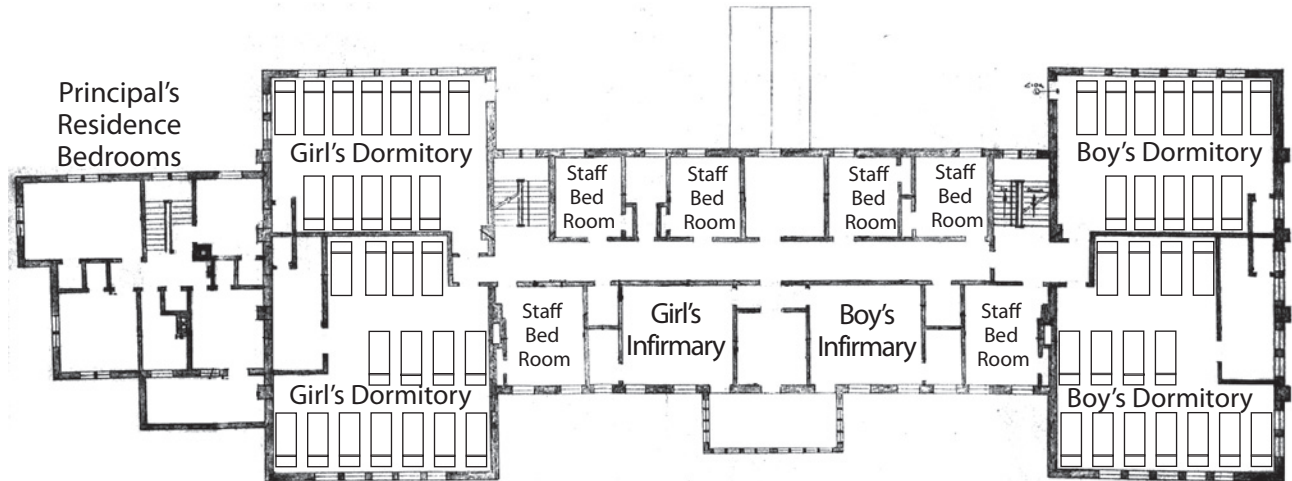 Principal's
Residence
Bedrooms
Girl's Dormitory
Staff
Bed
Room
Staff
Bed
Room
Staff
Bed
Room
Staff
Bed
Room
Boy's Dormitory
Staff
Bed
Room
Girl's
Infirmary
Boy's
Infirmary
Staff
Bed
Room
Girl's Dormitory
Boy's Dormitory